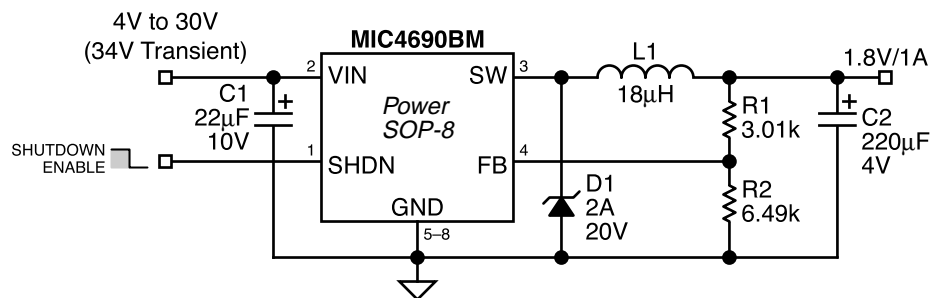 4V to 30V
(34V Transient)
MIC4690BM
1.8V/1A
2
VIN
SW
3
L1
18µH
C1
22µF
10V
+
Power
SOP-8
R1
3.01k
+
C2
220µF
4V
SHUTDOWN
ENABLE
1
SHDN
FB
4
D1
2A
20V
R2
6.49k
GND
5–8